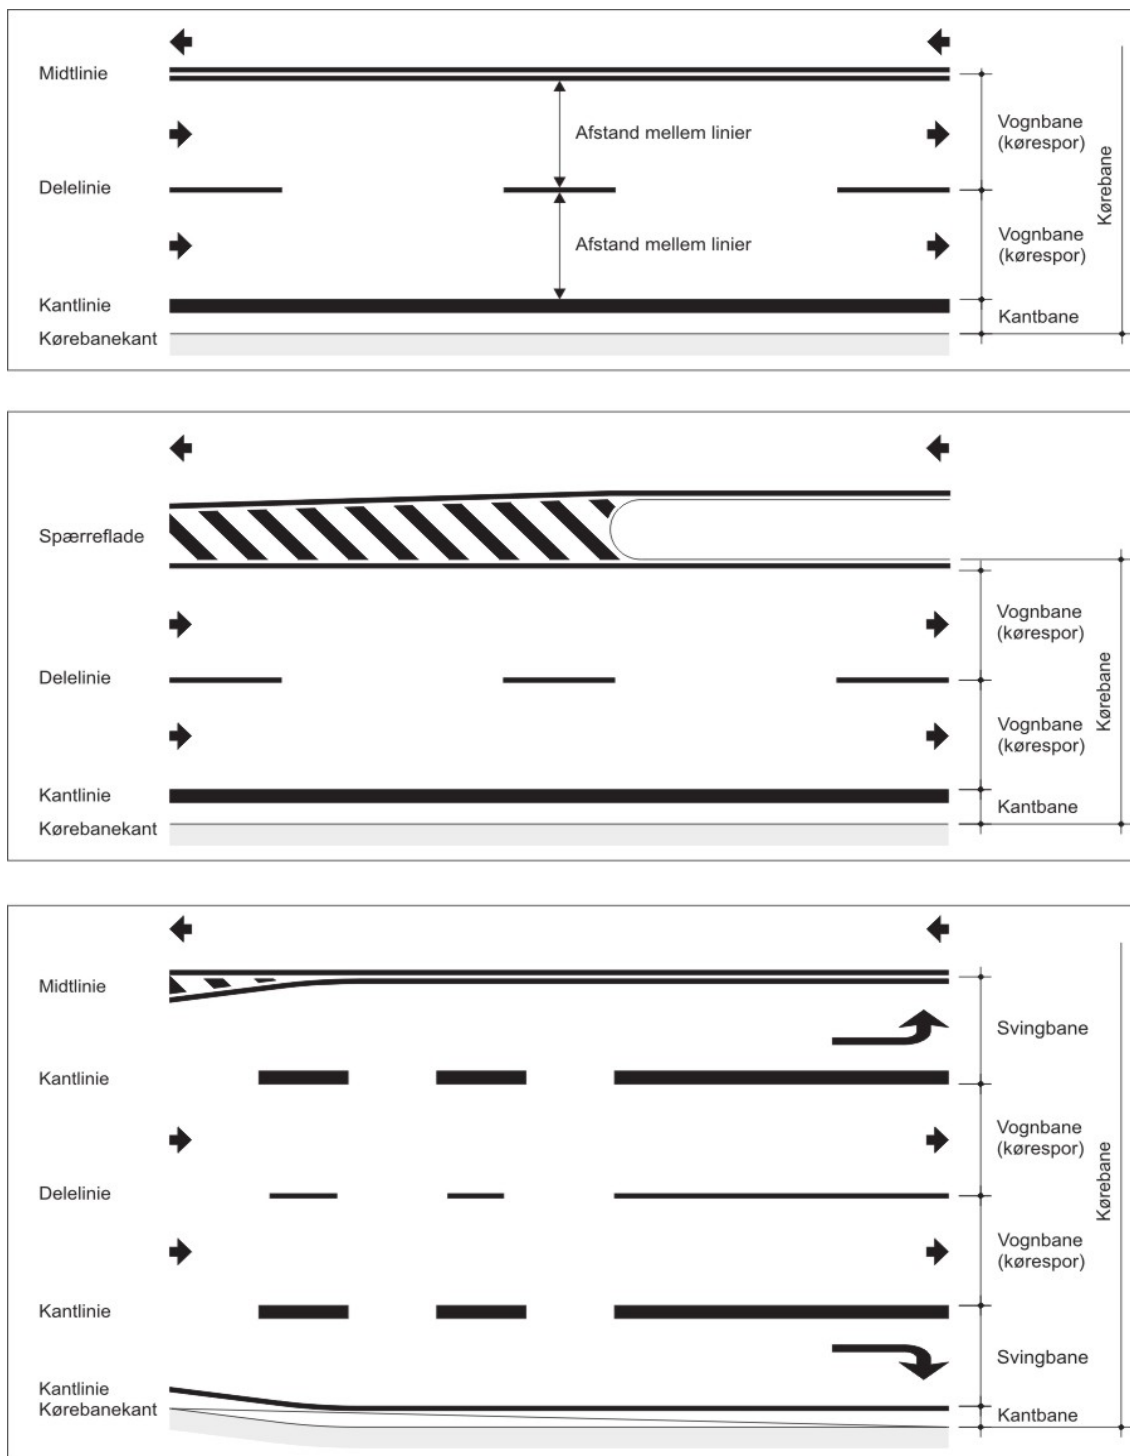 Midtlinie
Afstand mellem linier
Vognbane
(kørespor)
Kørebane
Delelinie
Afstand mellem linier
Vognbane
(kørespor)
Kantlinie
Kantbane
Kørebanekant
Spærreflade
Vognbane
(kørespor)
Kørebane
Delelinie
Vognbane
(kørespor)
Kantlinie
Kantbane
Kørebanekant
Midtlinie
Svingbane
Kantlinie
Vognbane
(kørespor)
Kørebane
Delelinie
Vognbane
(kørespor)
Kantlinie
Svingbane
Kantlinie
Kørebanekant
Kantbane